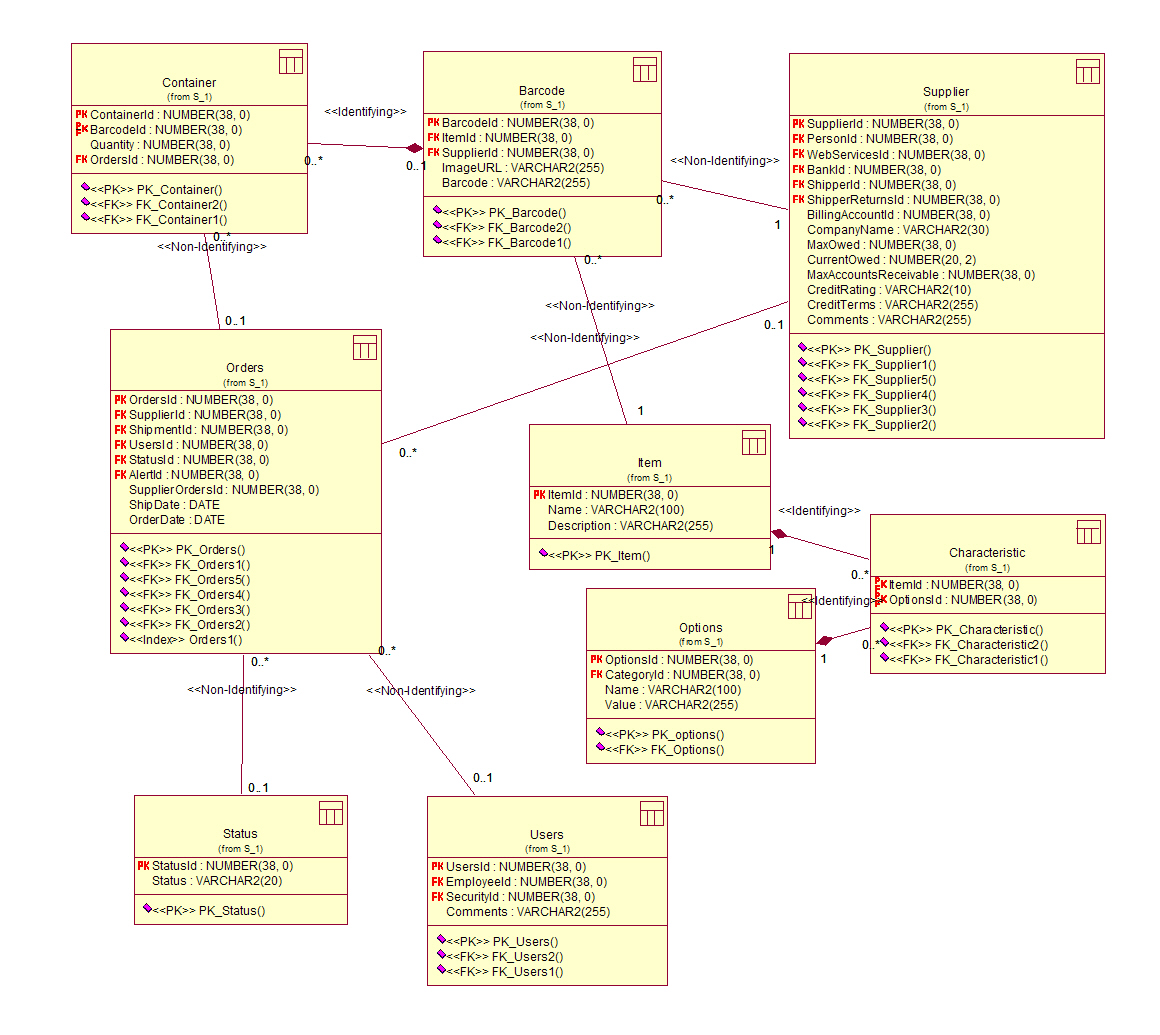 Container
(from S_1)
PK ContainerId : NUMBER(38, 0)
BarcodeId : NUMBER(38, 0)
Quantity : NUMBER(38, 0)
FK OrdersId : NUMBER(38, 0)
<<PK>> PK_Container()
<<FK>> FK_Container2()
<<FK>> FK_Container1()
<<Identifying>>
0..*
0..1
Barcode
(from S_1)
PK BarcodeId : NUMBER(38, 0)
FK ItemId : NUMBER(38, 0)
FK SupplierId : NUMBER(38, 0)
ImageURL : VARCHAR2(255)
Barcode : VARCHAR2(255)
<<PK>> PK_Barcode()
<<FK>> FK_Barcode2()
<<FK>> FK_Barcode1()
<<Non-Identifying>>
0..*
1
Supplier
(from S_1)
PK SupplierId : NUMBER(38, 0)
FK PersonId : NUMBER(38, 0)
FK WebServicesId : NUMBER(38, 0)
FK BankId : NUMBER(38, 0)
FK ShipperId : NUMBER(38, 0)
FK ShipperReturnsId : NUMBER(38, 0)
BillingAccountId : NUMBER(38, 0)
CompanyName : VARCHAR2(30)
MaxOwed : NUMBER(38, 0)
CurrentOwed : NUMBER(20, 2)
MaxAccountsReceivable : NUMBER(38, 0)
CreditRating : VARCHAR2(10)
CreditTerms : VARCHAR2(255)
Comments : VARCHAR2(255)
<<PK>> PK_Supplier()
<<FK>> FK_Supplier1()
<<FK>> FK_Supplier5()
<<FK>> FK_Supplier4()
<<FK>> FK_Supplier3()
<<FK>> FK_Supplier2()
0..*
<<Non-Identifying>>
0..1
0..*
<<Non-Identifying>>
1
<<Non-Identifying>>
0..1
0..*
Orders
(from S_1)
PK OrdersId : NUMBER(38, 0)
FK SupplierId : NUMBER(38, 0)
FK ShipmentId : NUMBER(38, 0)
FK UsersId : NUMBER(38, 0)
FK StatusId : NUMBER(38, 0)
FK AlertId : NUMBER(38, 0)
SupplierOrdersId : NUMBER(38, 0)
ShipDate : DATE
OrderDate : DATE
<<PK>> PK_Orders()
<<FK>> FK_Orders1()
<<FK>> FK_Orders5()
<<FK>> FK_Orders4()
<<FK>> FK_Orders3()
<<FK>> FK_Orders2()
<<Index>> Orders1()
Item
(from S_1)
PK ItemId : NUMBER(38, 0)
Name : VARCHAR2(100)
Description : VARCHAR2(255)
<<PK>> PK_Item()
<<Identifying>>
1
0..*
Characteristic
(from S_1)
ItemId : NUMBER(38, 0)
OptionsId : NUMBER(38, 0)
<<PK>> PK_Characteristic()
<<FK>> FK_Characteristic2()
<<FK>> FK_Characteristic1()
<<Identifying>>
1
0..*
Options
(from S_1)
PK OptionsId : NUMBER(38, 0)
FK CategoryId : NUMBER(38, 0)
Name : VARCHAR2(100)
Value : VARCHAR2(255)
<<PK>> PK_options()
<<FK>> FK_Options()
0..*
<<Non-Identifying>>
0..1
0..*
<<Non-Identifying>>
0..1
Status
(from S_1)
PK StatusId : NUMBER(38, 0)
Status : VARCHAR2(20)
<<PK>> PK_Status()
Users
(from S_1)
PK UsersId : NUMBER(38, 0)
FK EmployeeId : NUMBER(38, 0)
FK SecurityId : NUMBER(38, 0)
Comments : VARCHAR2(255)
<<PK>> PK_Users()
<<FK>> FK_Users2()
<<FK>> FK_Users1()